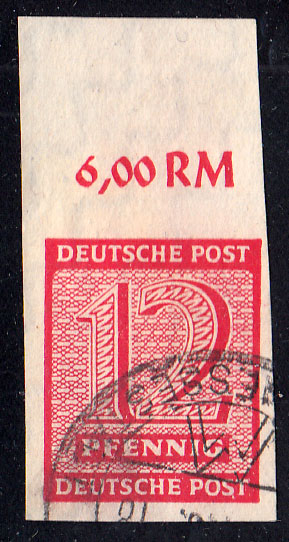 6,00 RM
DEUTSCHE POST
12
PFENNIG
DEUTSCHE POST